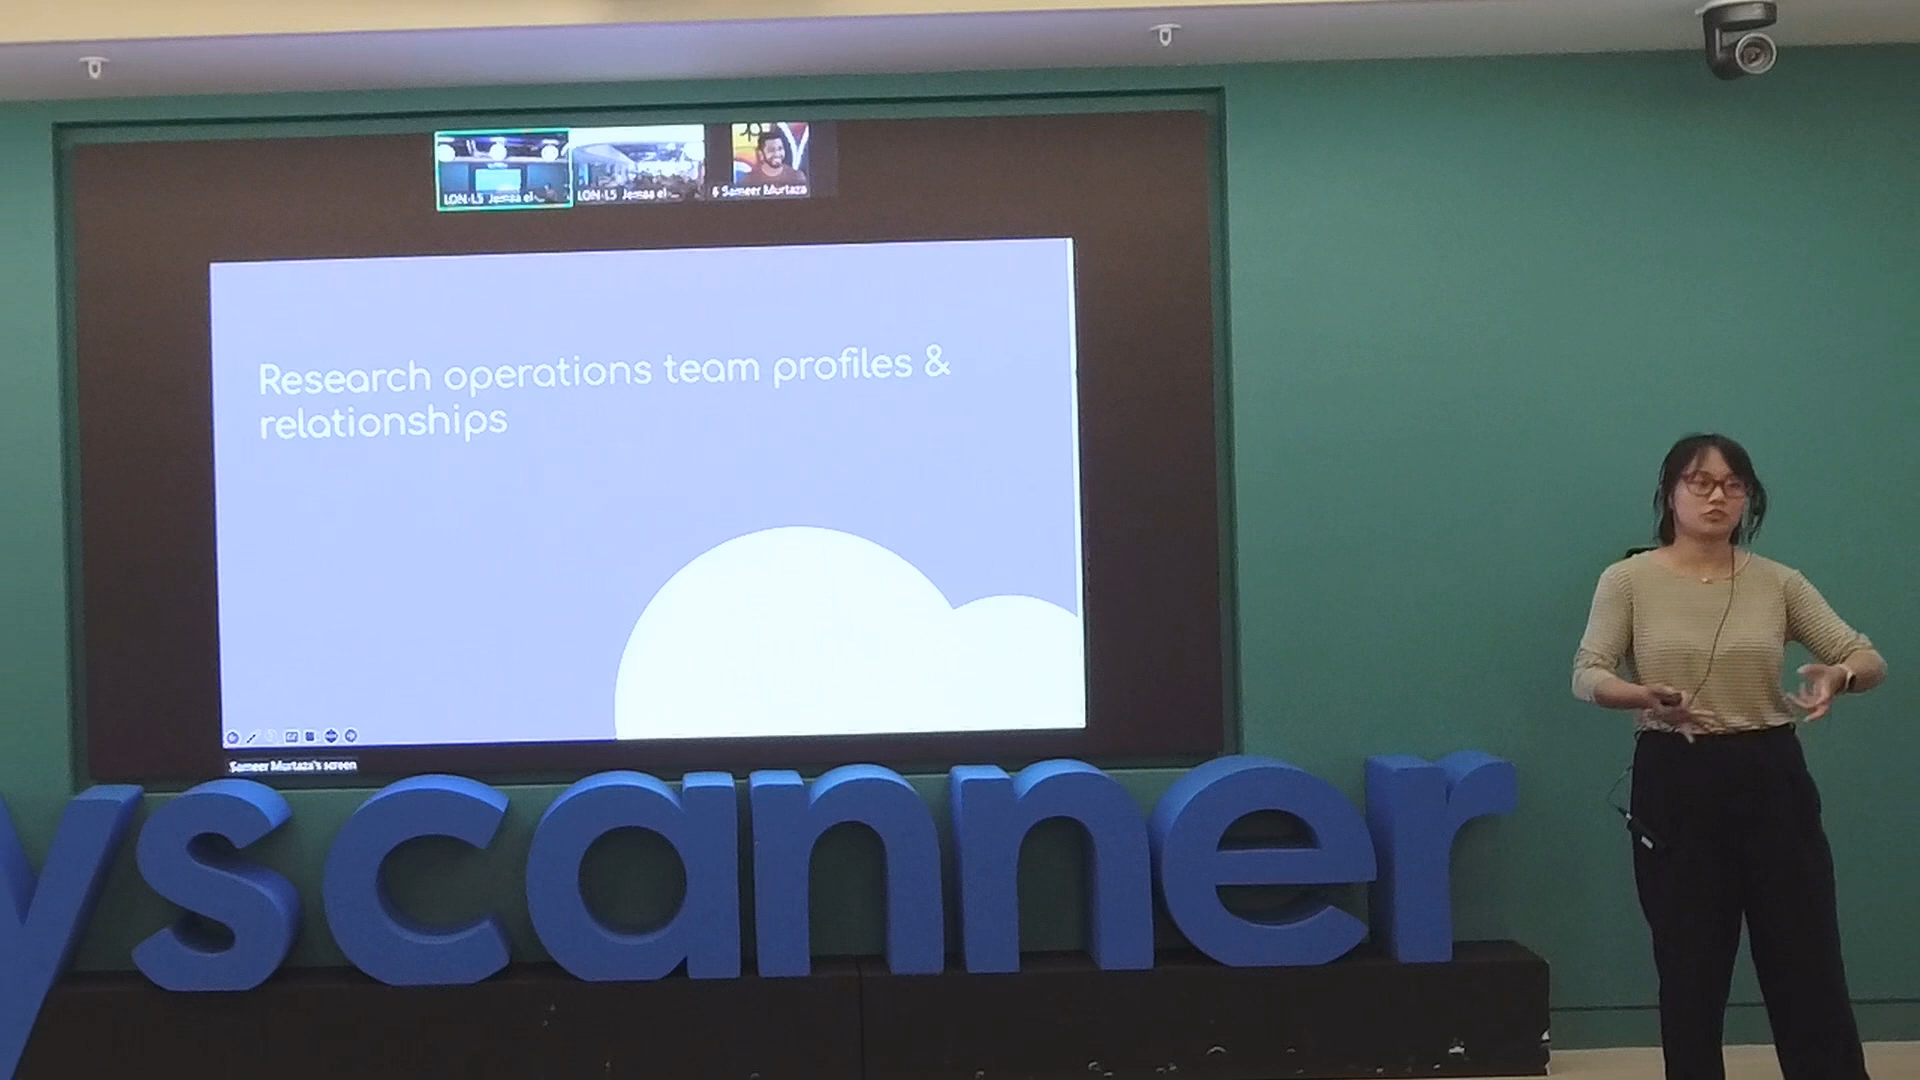 LON-L5 Jemaa el-...
LON-L5 Jemaa el-...
Sameer Murtaza
Research operations team profiles &
relationships
Sameer Murtaza's screen
yscanner